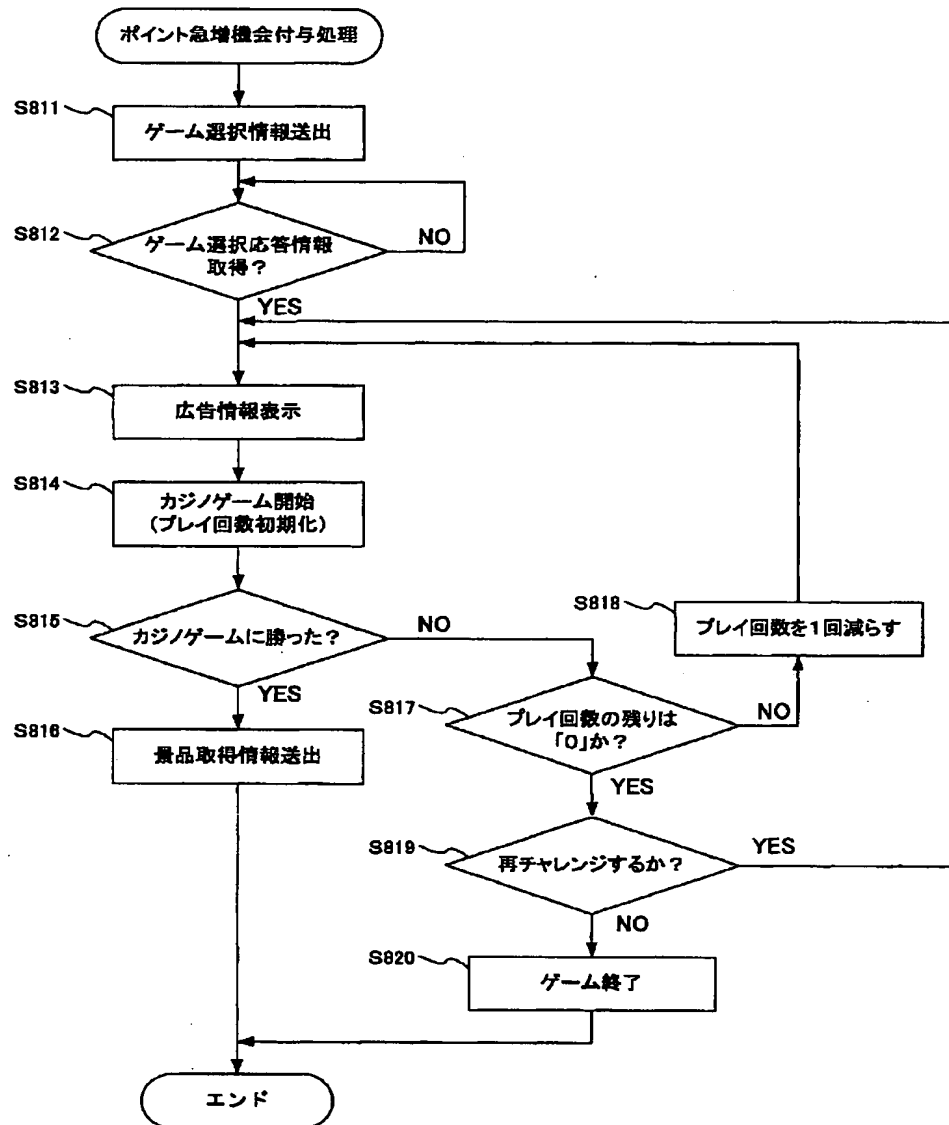 ポイント急増機会付与処理
S811
ゲーム選択情報送出
S812
ゲーム選択応答情報
取得？
NO
YES
S813
広告情報表示
S814
カジノゲーム開始
(プレイ回数初期化)
S815
カジノゲームに勝った？
NO
YES
S816
景品取得情報送出
S817
プレイ回数の残りは
「0」か？
NO
YES
S818
プレイ回数を1回減らす
S819
再チャレンジするか？
YES
NO
S820
ゲーム終了
エンド